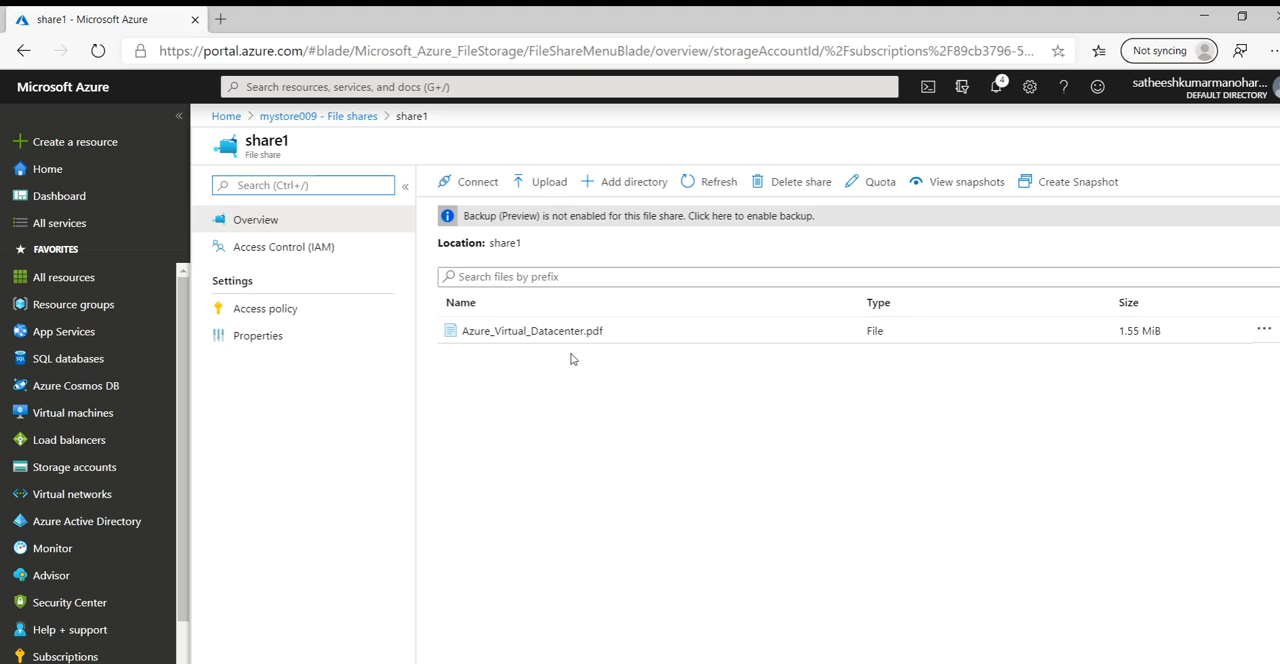 share1 - Microsoft Azure
https://portal.azure.com/#blade/Microsoft_Azure_FileStorage/FileShareMenuBlade/overview/storageAccountId/%2Fsubscriptions%2F89cb3796-5...
Not syncing
Microsoft Azure
Search resources, services, and docs (G+/)
4
satheeshkumarmanohar...
DEFAULT DIRECTORY
Create a resource
Home
Dashboard
All services
FAVORITES
All resources
Resource groups
App Services
SQL databases
Azure Cosmos DB
Virtual machines
Load balancers
Storage accounts
Virtual networks
Azure Active Directory
Monitor
Advisor
Security Center
Help + support
Subscriptions
Home > mystore009 - File shares > share1
share1
File share
Search (Ctrl+/)
Overview
Access Control (IAM)
Settings
Access policy
Properties
Connect Upload Add directory Refresh Delete share Quota View snapshots Create Snapshot
Backup (Preview) is not enabled for this file share. Click here to enable backup.
Location: share1
Search files by prefix
Name Type Size
Azure_Virtual_Datacenter.pdf File 1.55 MiB